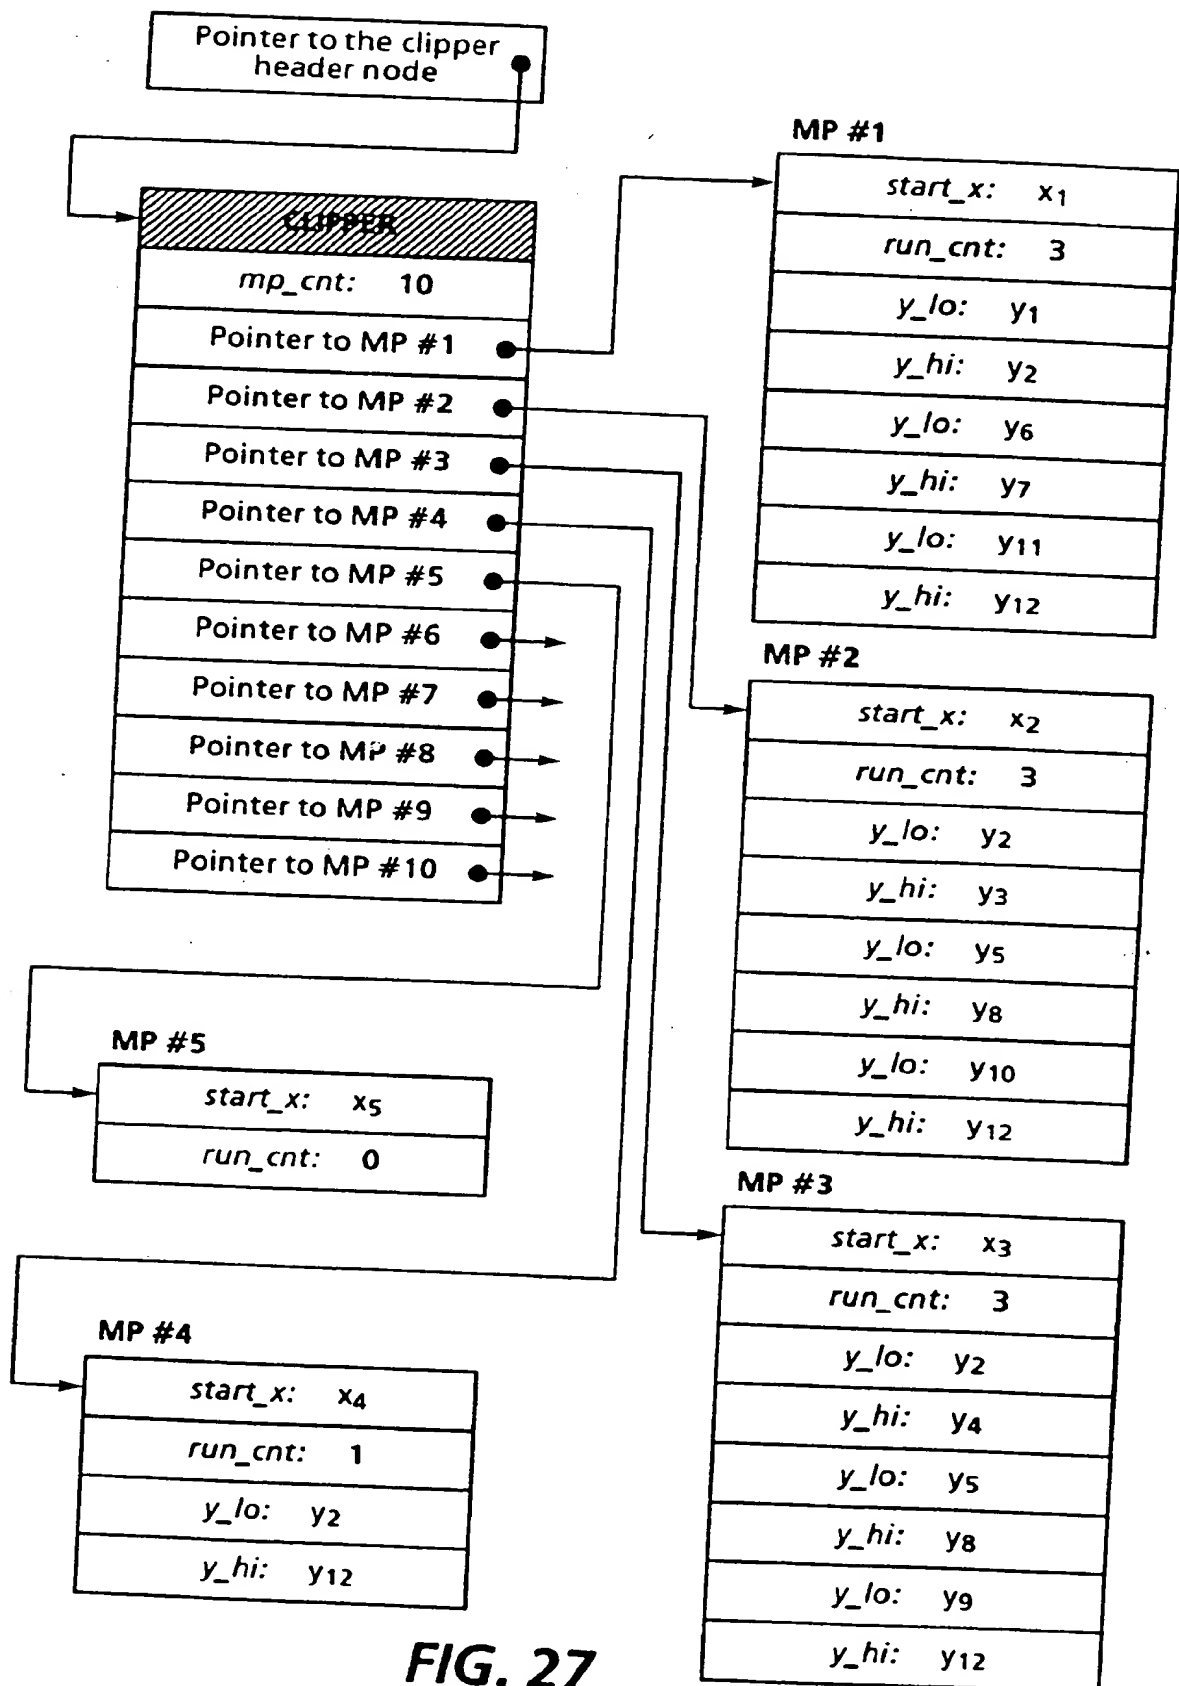 Pointer to the clipper
header node
CLIPPER
mp_cnt: 10
Pointer to MP #1
Pointer to MP #2
Pointer to MP #3
Pointer to MP #4
Pointer to MP #5
Pointer to MP #6
Pointer to MP #7
Pointer to MP #8
Pointer to MP #9
Pointer to MP #10
MP #1
start_x: x1
run_cnt: 3
y_lo: y1
y_hi: y2
y_lo: y6
y_hi: y7
y_lo: y11
y_hi: y12
MP #2
start_x: x2
run_cnt: 3
y_lo: y2
y_hi: y3
y_lo: y5
y_hi: y8
y_lo: y10
y_hi: y12
MP #3
start_x: x3
run_cnt: 3
y_lo: y2
y_hi: y4
y_lo: y5
y_hi: y8
y_lo: y9
y_hi: y12
MP #5
start_x: x5
run_cnt: 0
MP #4
start_x: x4
run_cnt: 1
y_lo: y2
y_hi: y12
FIG. 27